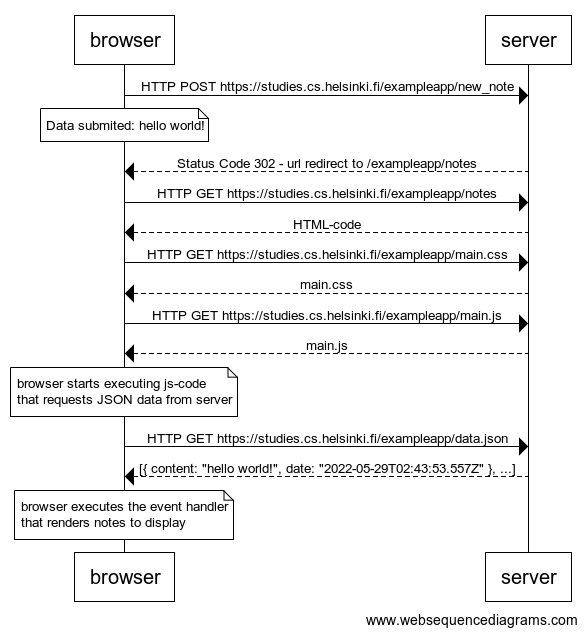 browser
server
HTTP POST https://studies.cs.helsinki.fi/exampleapp/new_note
Data submited: hello world!
Status Code 302 - url redirect to /exampleapp/notes
HTTP GET https://studies.cs.helsinki.fi/exampleapp/notes
HTML-code
HTTP GET https://studies.cs.helsinki.fi/exampleapp/main.css
main.css
HTTP GET https://studies.cs.helsinki.fi/exampleapp/main.js
main.js
browser starts executing js-code
that requests JSON data from server
HTTP GET https://studies.cs.helsinki.fi/exampleapp/data.json
[{ content: "hello world!", date: "2022-05-29T02:43:53.557Z" }, ...]
browser executes the event handler
that renders notes to display
browser
server
www.websequencediagrams.com